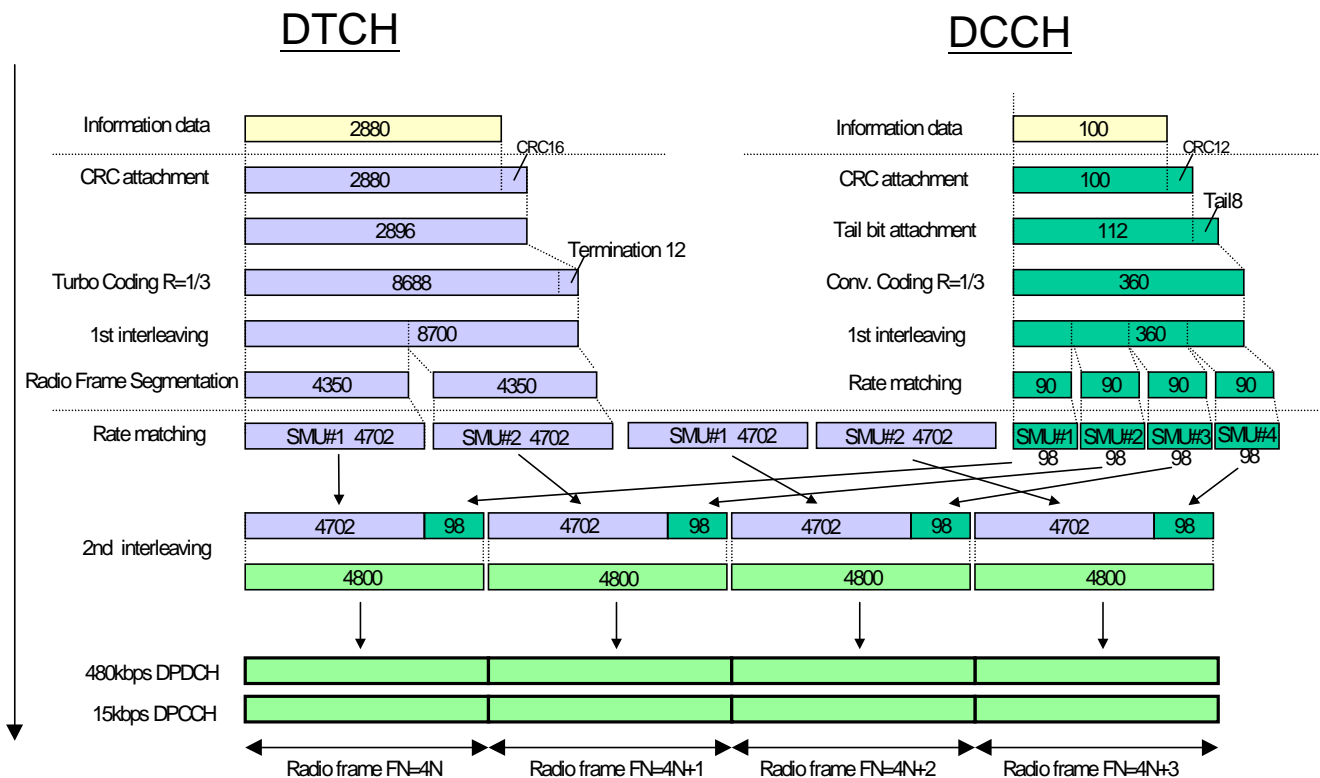 DTCH DCCH
Information data 2880 Information data 100
CRC16 CRC12
CRC attachment 2880 CRC attachment 100
Tail8
2896 Tail bit attachment 112
Termination 12
Turbo Coding R=1/3 8688 Conv. Coding R=1/3 360
1st interleaving 8700 1st interleaving 360
Radio Frame Segmentation 4350 4350 Rate matching 90 90 90 90
Rate matching SMU#1 4702 SMU#2 4702 SMU#1 4702 SMU#2 4702 SMU#1 SMU#2 SMU#3 SMU#4
98 98 98 98
4702 98 4702 98 4702 98 4702 98
2nd interleaving
4800 4800 4800 4800
480kbps DPDCH
15kbps DPCCH
Radio frame FN=4N Radio frame FN=4N+1 Radio frame FN=4N+2 Radio frame FN=4N+3